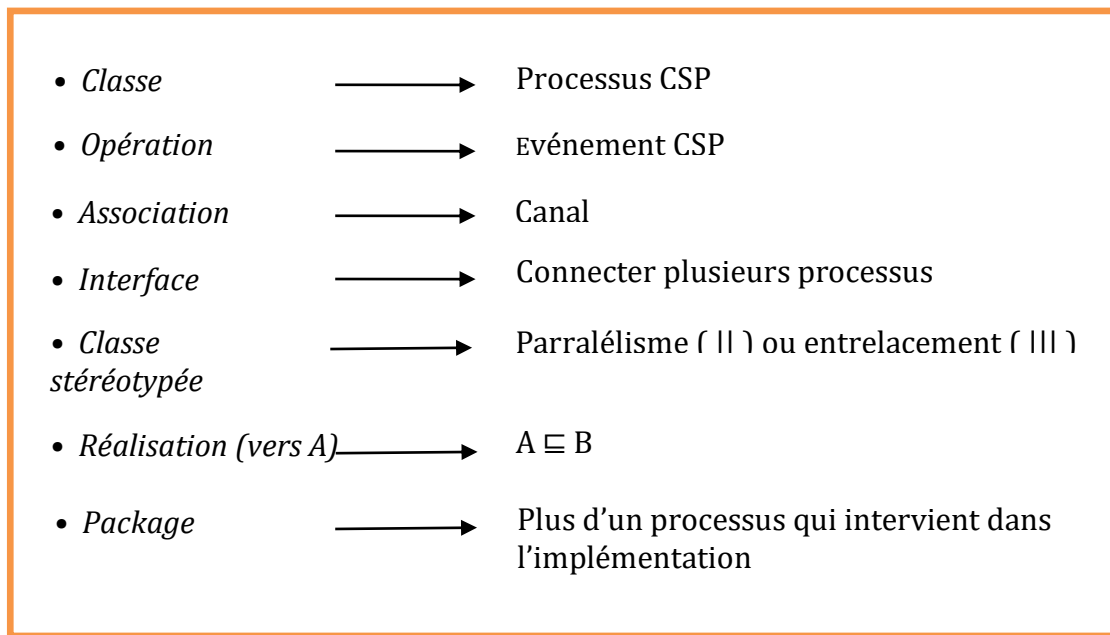 • Classe Processus CSP
• Opération Evénement CSP
• Association Canal
• Interface Connecter plusieurs processus
• Classe Parralélisme ( || ) ou entrelacement ( ||| )
stéréotypée
• Réalisation (vers A) A ⊑ B
• Package Plus d’un processus qui intervient dans
l’implémentation